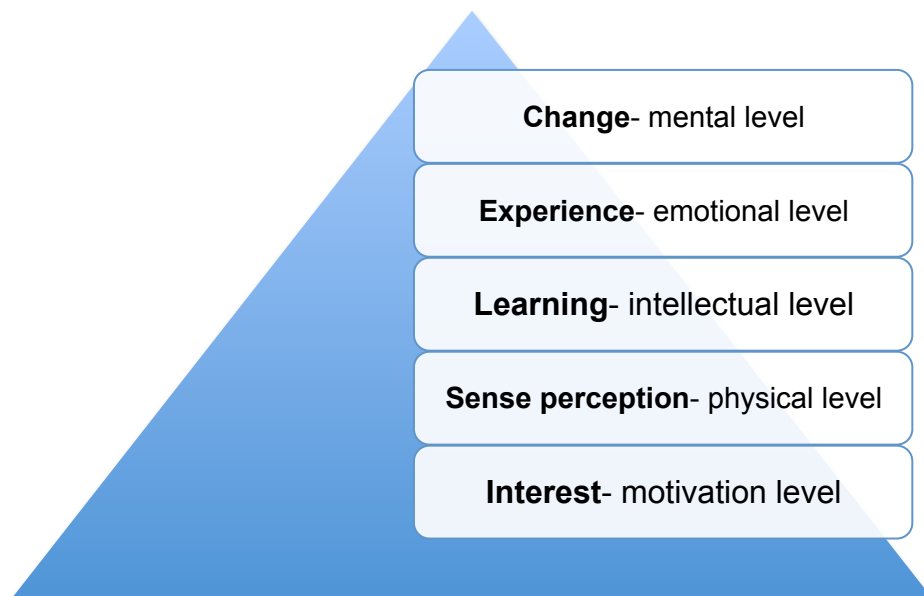 Change- mental level
Experience- emotional level
Learning- intellectual level
Sense perception- physical level
Interest- motivation level